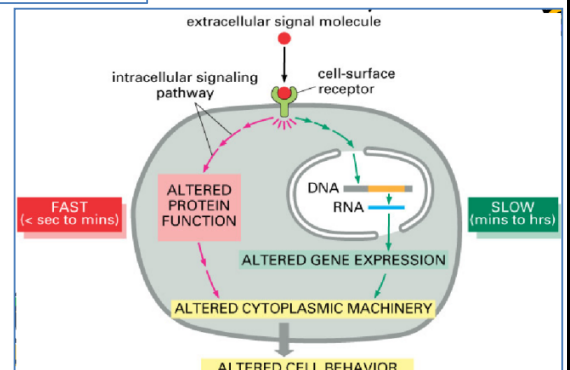 extracellular signal molecule
intracellular signaling
pathway
cell-surface
receptor
FAST
(< sec to mins)
ALTERED
PROTEIN
FUNCTION
DNA
RNA
SLOW
(mins to hrs)
ALTERED GENE EXPRESSION
ALTERED CYTOPLASMIC MACHINERY
ALTERED CELL BEHAVIOR